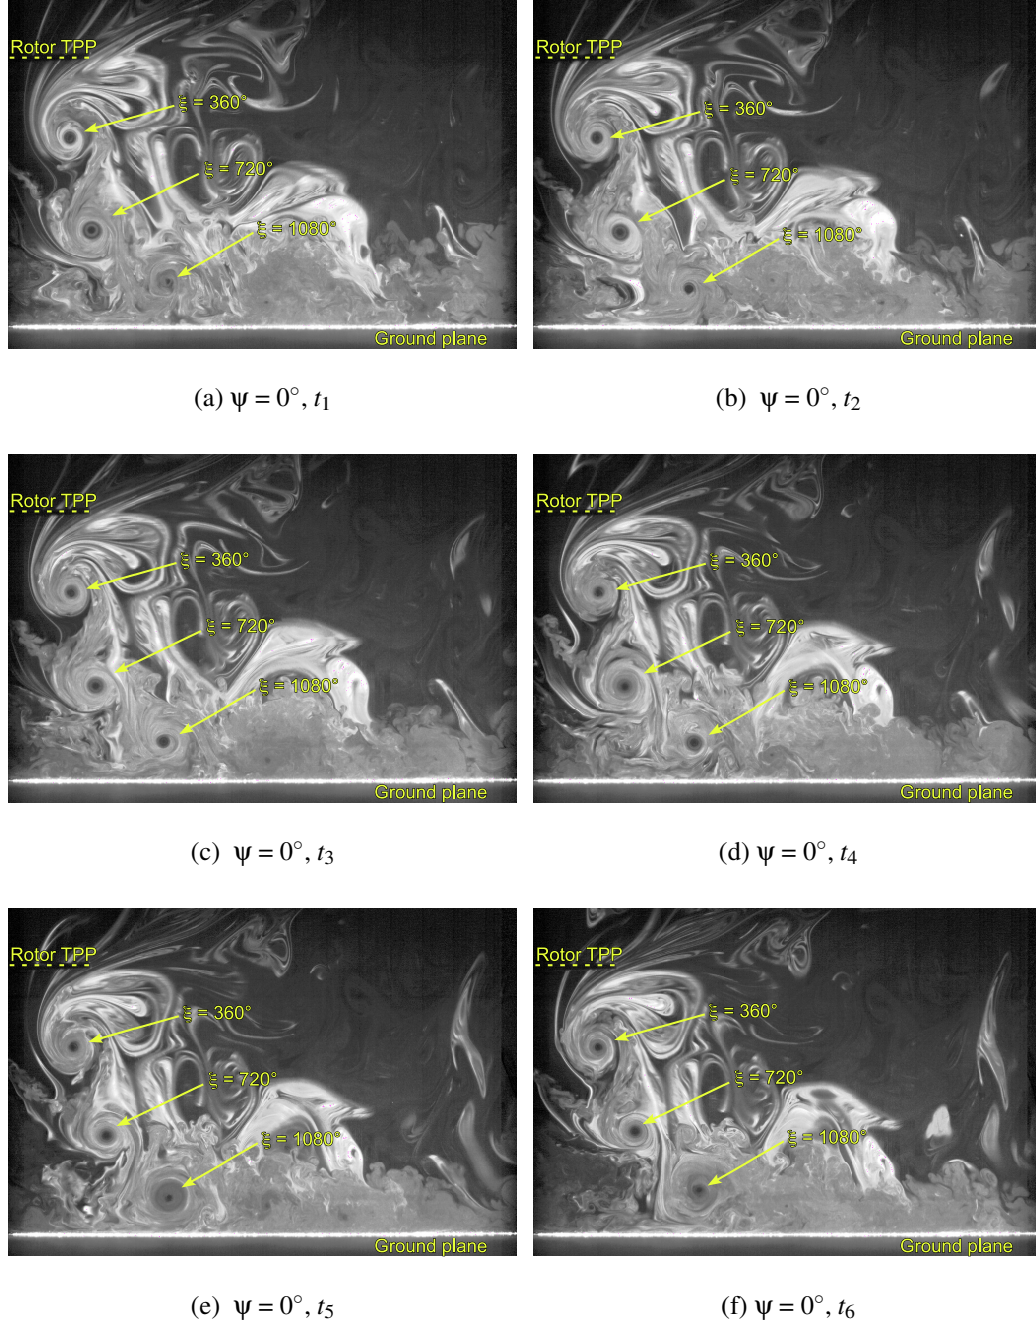 Rotor TPP
ξ = 360°
ξ = 720°
ξ = 1080°
Ground plane
Rotor TPP
ξ = 360°
ξ = 720°
ξ = 1080°
Ground plane
(a) ψ = 0°, t1
(b) ψ = 0°, t2
Rotor TPP
ξ = 360°
ξ = 720°
ξ = 1080°
Ground plane
Rotor TPP
ξ = 360°
ξ = 720°
ξ = 1080°
Ground plane
(c) ψ = 0°, t3
(d) ψ = 0°, t4
Rotor TPP
ξ = 360°
ξ = 720°
ξ = 1080°
Ground plane
Rotor TPP
ξ = 360°
ξ = 720°
ξ = 1080°
Ground plane
(e) ψ = 0°, t5
(f) ψ = 0°, t6